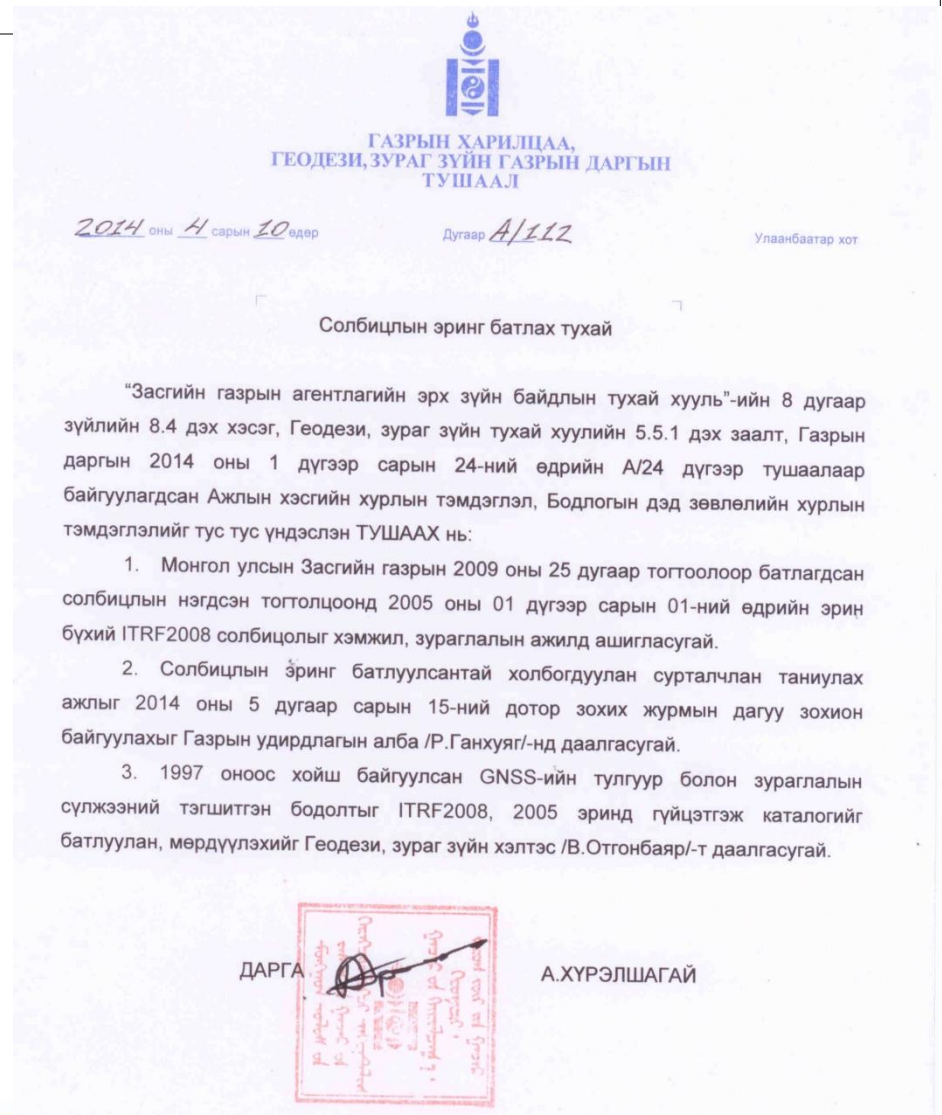 ГАЗРЫН ХАРИЛЦАА,
ГЕОДЕЗИ, ЗУРАГ ЗҮЙН ГАЗРЫН ДАРГЫН
ТУШААЛ
2014 оны 4 сарын 10 өдөр Дугаар А/112 Улаанбаатар хот
Солбицлын эринг батлах тухай
“Засгийн газрын агентлагийн эрх зүйн байдлын тухай хууль”-ийн 8 дугаар
зүйлийн 8.4 дэх хэсэг, Геодези, зураг зүйн тухай хуулийн 5.5.1 дэх заалт, Газрын
даргын 2014 оны 1 дүгээр сарын 24-ний өдрийн А/24 дүгээр тушаалаар
байгуулагдсан Ажлын хэсгийн хурлын тэмдэглэл, Бодлогын дэд зөвлөлийн хурлын
тэмдэглэлийг тус тус үндэслэн ТУШААХ нь:
1. Монгол улсын Засгийн газрын 2009 оны 25 дугаар тогтоолоор батлагдсан
солбицлын нэгдсэн тогтолцоонд 2005 оны 01 дүгээр сарын 01-ний өдрийн эрин
бүхий ITRF2008 солбицолыг хэмжил, зураглалын ажилд ашигласугай.
2. Солбицлын эринг батлуулсантай холбогдуулан сурталчлан таниулах
ажлыг 2014 оны 5 дугаар сарын 15-ний дотор зохих журмын дагуу зохион
байгуулахыг Газрын удирдлагын алба /Р.Ганхуяг/-нд даалгасугай.
3. 1997 оноос хойш байгуулсан GNSS-ийн тулгуур болон зураглалын
сүлжээний тэгшитгэн бодолтыг ITRF2008, 2005 эринд гүйцэтгэж каталогийг
батлуулан, мөрдүүлэхийг Геодези, зураг зүйн хэлтэс /В.Отгонбаяр/-т даалгасугай.
ДАРГА А.ХҮРЭЛШАГАЙ